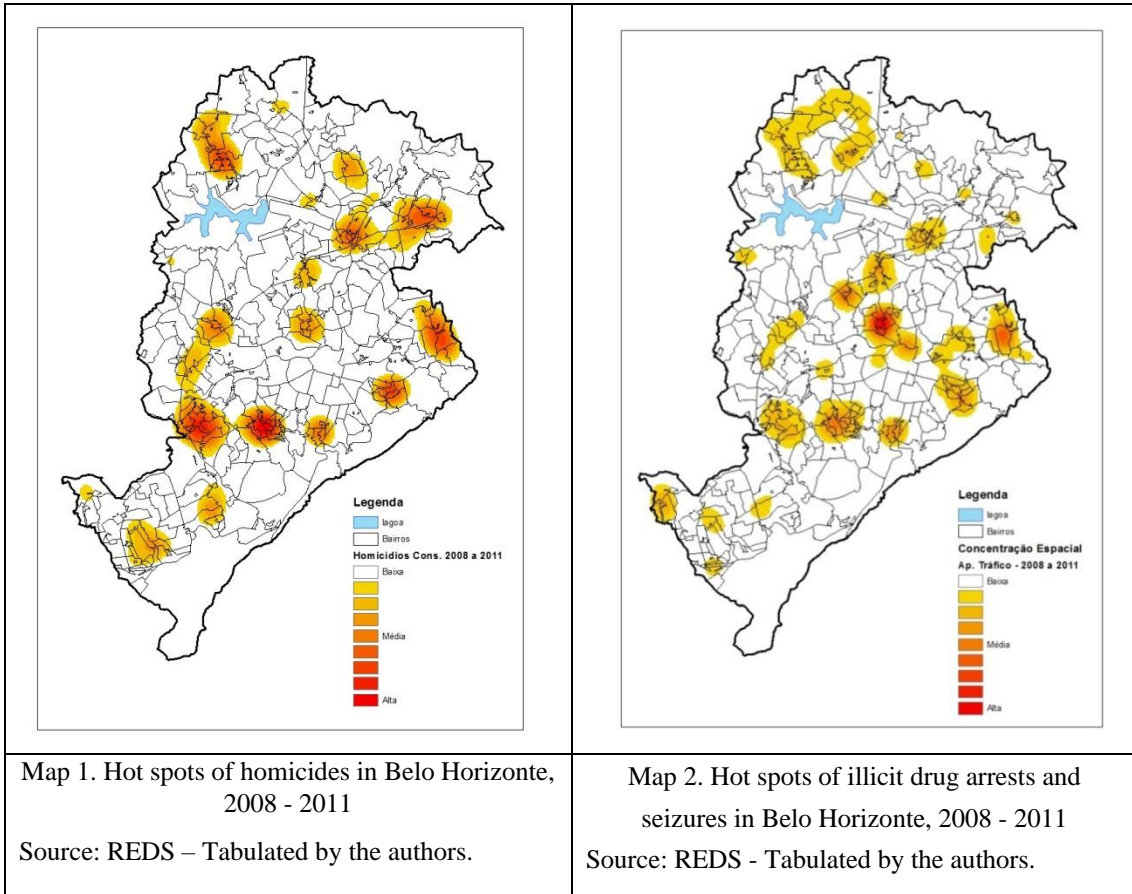 Legenda
lagoa
Bairros
Homicídios Cons. 2008 a 2011
Baixa
Média
Alta
Legenda
lagoa
Bairros
Concentração Espacial
Ap. Tráfico - 2008 a 2011
Baixa
Média
Alta
Map 1. Hot spots of homicides in Belo Horizonte,
2008 - 2011
Source: REDS – Tabulated by the authors.
Map 2. Hot spots of illicit drug arrests and
seizures in Belo Horizonte, 2008 - 2011
Source: REDS - Tabulated by the authors.